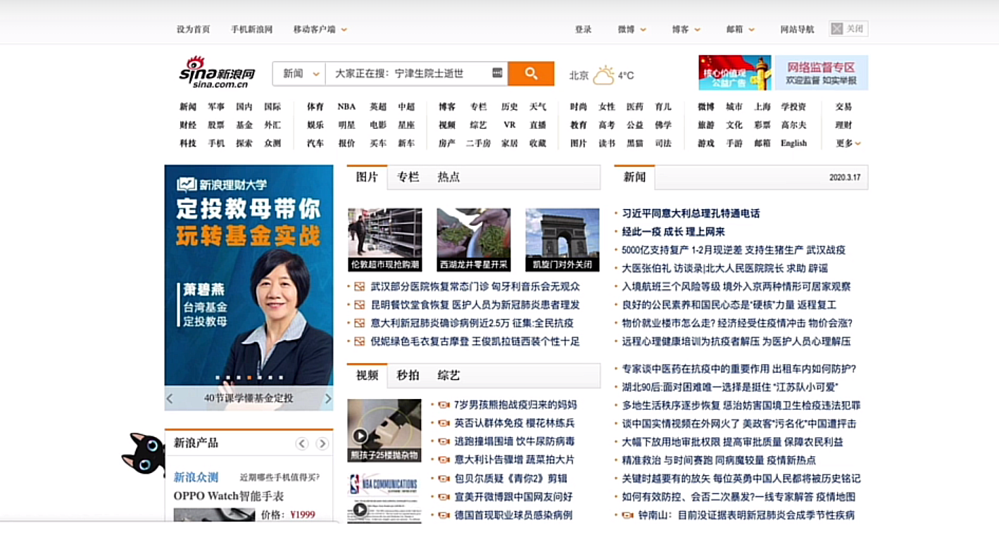 设为首页 手机新浪网 移动客户端 登录 微博 博客 邮箱 网站导航 关闭
sina新浪网
sina.com.cn
新闻 大家正在搜：宁津生院士逝世
北京 4°C
核心价值观
公益广告
网络监督专区
欢迎监督 如实举报
新闻 军事 国内 国际 体育 NBA 英超 中超 博客 专栏 历史 天气 时尚 女性 医药 育儿 微博 城市 上海 学投资 交易
财经 股票 基金 外汇 娱乐 明星 电影 星座 视频 综艺 VR 直播 教育 高考 公益 佛学 旅游 文化 彩票 高尔夫 理财
科技 手机 探索 众测 汽车 报价 买车 新车 房产 二手房 家居 收藏 图片 读书 黑猫 司法 游戏 手游 邮箱 English 更多
新浪理财大学
定投教母带你
玩转基金实战
萧碧燕
台湾基金
定投教母
40节课学懂基金定投
新浪产品
新浪众测 近期哪些手机值得买?
OPPO Watch智能手表
价格： ¥1999
图片 专栏 热点
伦敦超市现抢购潮 西湖龙井零星开采 凯旋门对外关闭
武汉部分医院恢复常态门诊 匈牙利音乐会无观众
昆明餐饮堂食恢复 医护人员为新冠肺炎患者理发
意大利新冠肺炎确诊病例近2.5万 征集:全民抗疫
倪妮绿色毛衣复古摩登 王俊凯拉链西装个性十足
视频 秒拍 综艺
熊孩子25楼抛杂物
NBA COMMUNICATIONS
7岁男孩熊抱战疫归来的妈妈
英否认群体免疫 樱花林练兵
逃跑撞塌围墙 饮牛尿防病毒
意大利讣告骤增 蔬菜拍大片
包贝尔质疑《青你2》剪辑
宣美开微博跟中国网友问好
德国首现职业球员感染病例
新闻 2020.3.17
习近平同意大利总理孔特通电话
经此一疫 成长 理上网来
5000亿支持复产 1-2月现逆差 支持生猪生产 武汉战疫
大医张伯礼 访谈录|北大人民医院院长 求助 辟谣
入境航班三个风险等级 境外入京两种情形可居家观察
良好的公民素养和国民心态是“硬核”力量 返程复工
物价就业楼市怎么走? 经济经受住疫情冲击 物价会涨?
远程心理健康培训为抗疫者解压 为医护人员心理解压
专家谈中医药在抗疫中的重要作用 出租车内如何防护?
湖北90后:面对困难唯一选择是挺住 “江苏队小可爱”
多地生活秩序逐步恢复 惩治妨害国境卫生检疫违法犯罪
谈中国实情视频在外网火了 美政客“污名化”中国遭抨击
大幅下放用地审批权限 提高审批质量 保障农民利益
精准救治 与时间赛跑 同病魔较量 疫情新热点
关键时越要有的放矢 每位英勇中国人民都将被历史铭记
如何有效防控、会否二次暴发?一线专家解答 疫情地图
钟南山：目前没证据表明新冠肺炎会成季节性疾病